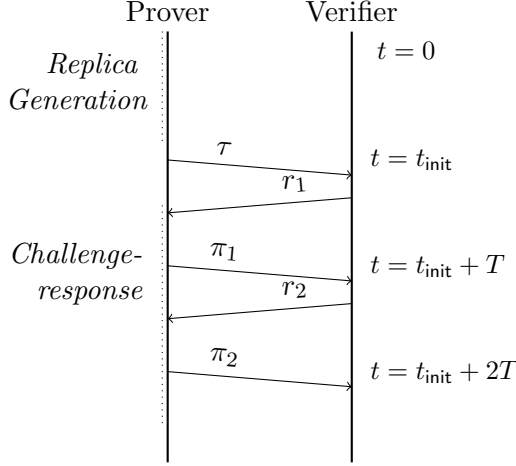 Prover Verifier
t = 0
Replica
Generation
τ
t = t_init
r_1
Challenge-
response
π_1
t = t_init + T
r_2
π_2
t = t_init + 2T